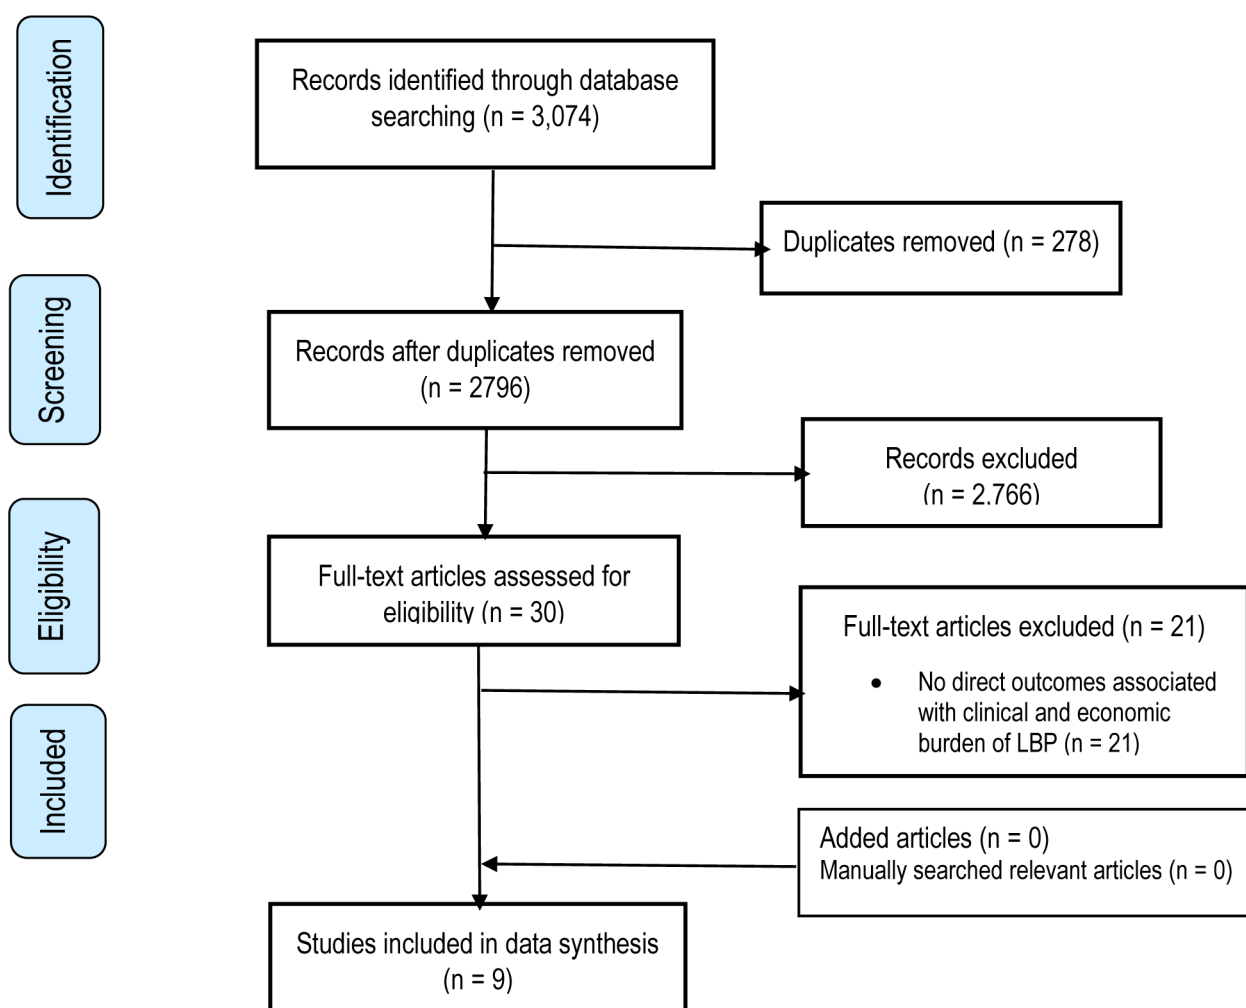 Identification
Records identified through database
searching (n = 3,074)
Duplicates removed (n = 278)
Screening
Records after duplicates removed
(n = 2796)
Records excluded
(n = 2.766)
Eligibility
Full-text articles assessed for
eligibility (n = 30)
Full-text articles excluded (n = 21)
• No direct outcomes associated
with clinical and economic
burden of LBP (n = 21)
Included
Added articles (n = 0)
Manually searched relevant articles (n = 0)
Studies included in data synthesis
(n = 9)